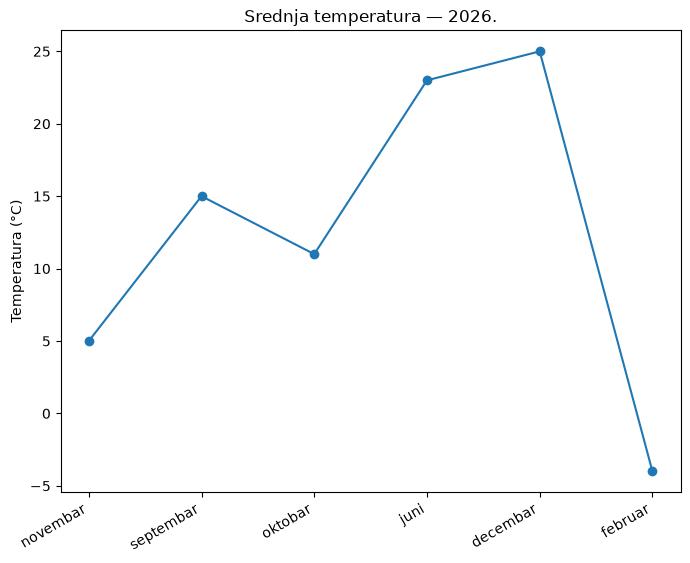 Srednja temperatura — 2026.
Temperatura (°C)
25
20
15
10
5
0
−5
novembar
septembar
oktobar
juni
decembar
februar